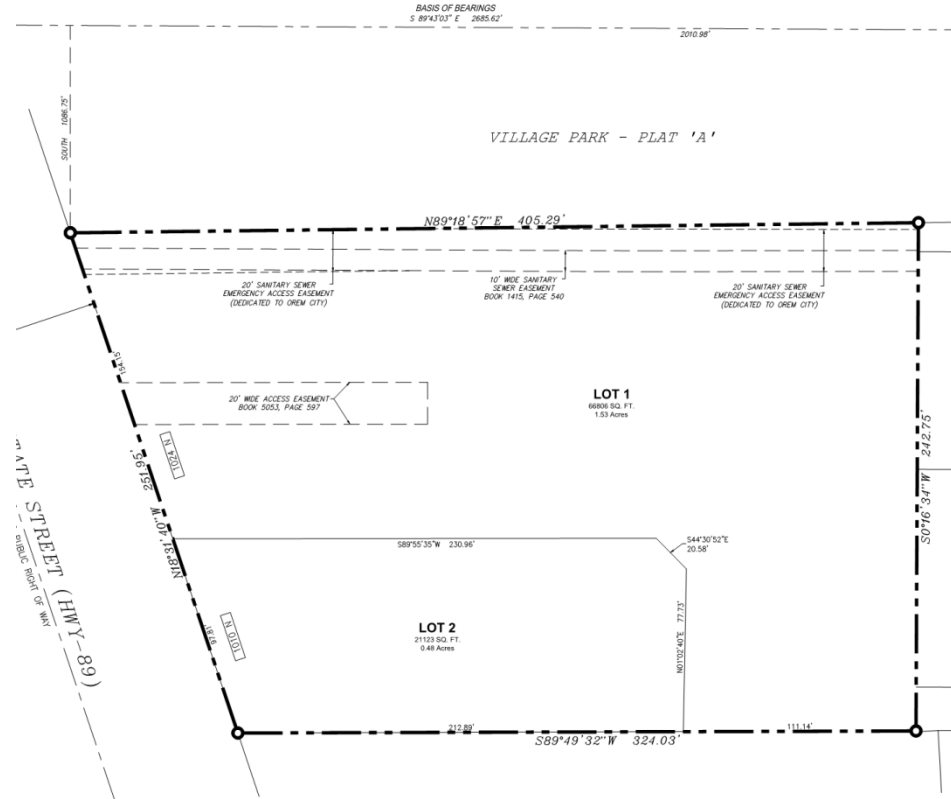 BASIS OF BEARINGS
S 89°43'03" E 2685.62'
2010.98'
SOUTH 1086.75'
VILLAGE PARK - PLAT 'A'
N89°18'57"E 405.29'
20' SANITARY SEWER
EMERGENCY ACCESS EASEMENT
(DEDICATED TO OREM CITY)
10' WIDE SANITARY
SEWER EASEMENT
BOOK 1415, PAGE 540
20' SANITARY SEWER
EMERGENCY ACCESS EASEMENT
(DEDICATED TO OREM CITY)
154.15'
20' WIDE ACCESS EASEMENT
BOOK 5053, PAGE 597
LOT 1
66806 SQ. FT.
1.53 Acres
1024 N
N18°31'40"W 251.95'
S0°16'34"W 242.75'
TATE STREET (HWY-89)
PUBLIC RIGHT OF WAY
S89°55'35"W 230.96'
S44°30'52"E
20.58'
N01°02'40"E 77.73'
LOT 2
21123 SQ. FT.
0.48 Acres
1010 N
97.81'
212.89'
111.14'
S89°49'32"W 324.03'